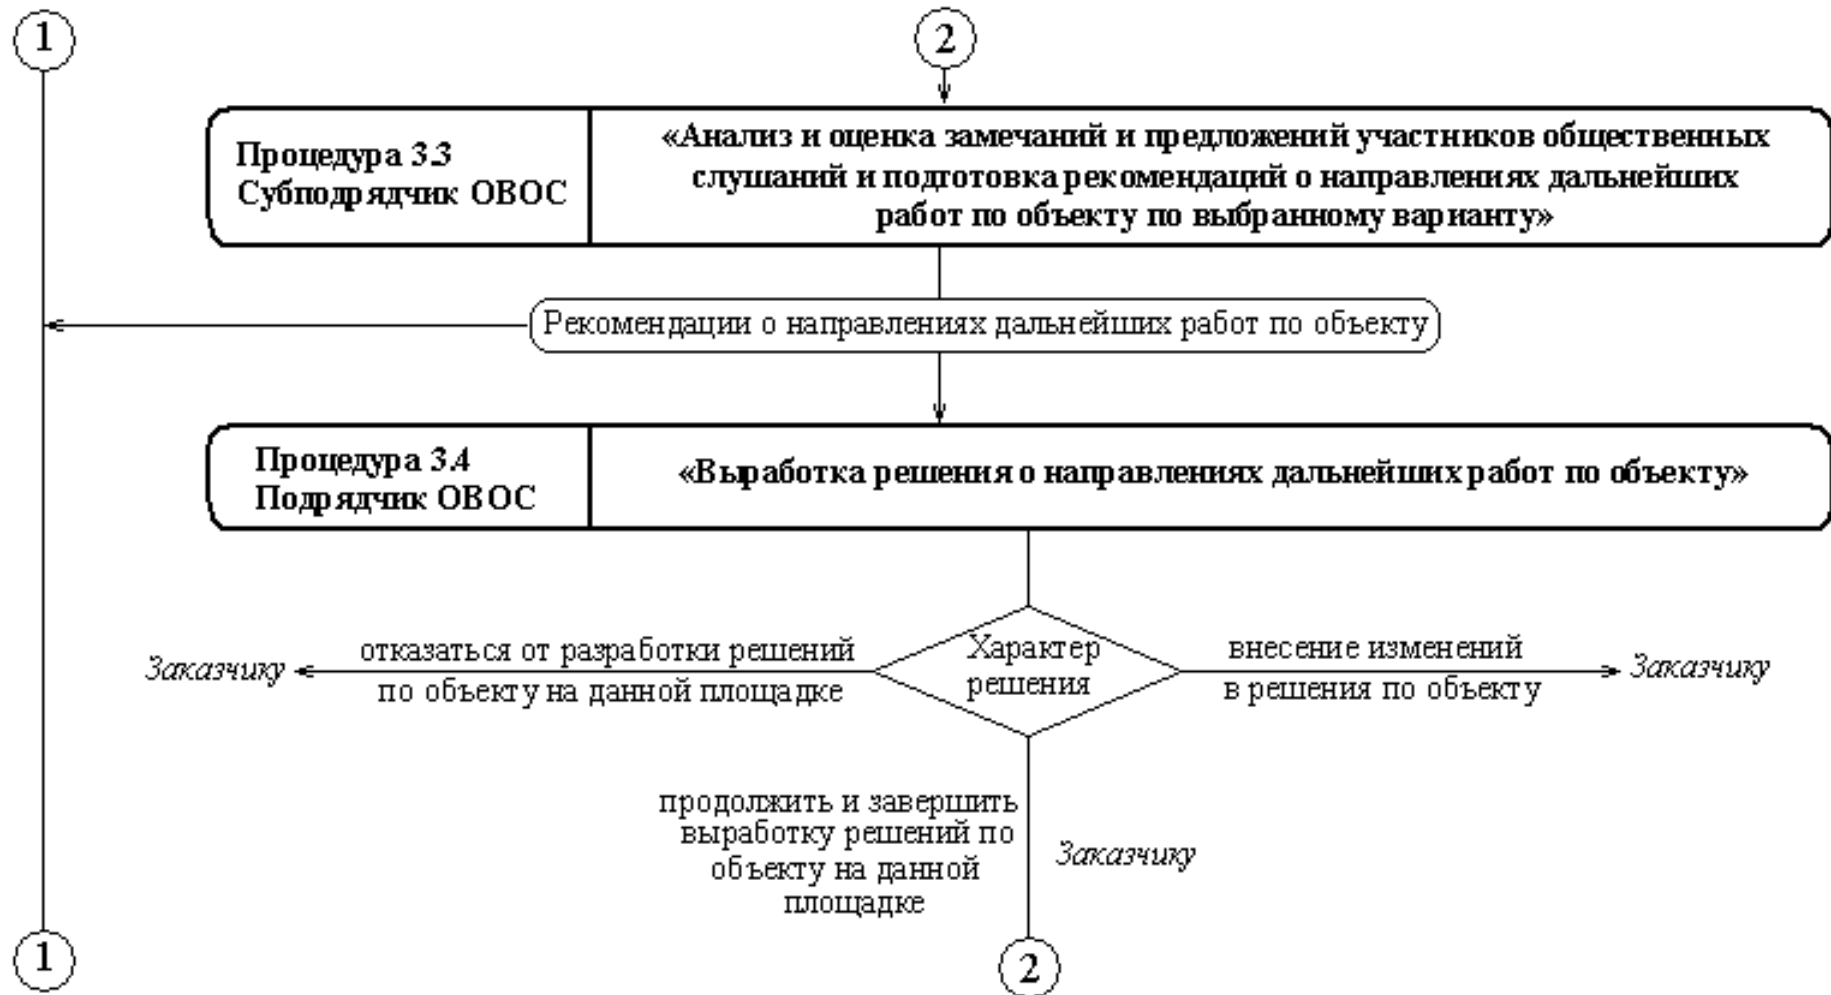 1
2
Процедура 3.3
Субподрядчик ОВОС
«Анализ и оценка замечаний и предложений участников общественных
слушаний и подготовка рекомендаций о направлениях дальнейших
работ по объекту по выбранному варианту»
Рекомендации о направлениях дальнейших работ по объекту
Процедура 3.4
Подрядчик ОВОС
«Выработка решения о направлениях дальнейших работ по объекту»
Заказчику
отказаться от разработки решений
по объекту на данной площадке
Характер
решения
внесение изменений
в решения по объекту
Заказчику
продолжить и завершить
выработку решений по
объекту на данной
площадке
Заказчику
1
2